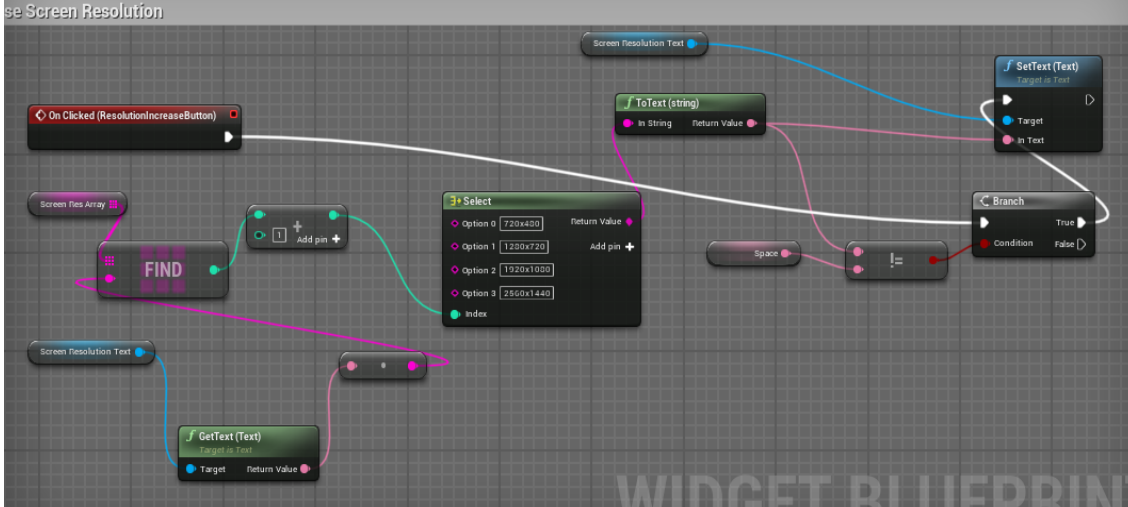 se Screen Resolution
Screen Resolution Text
SetText (Text)
Target is Text
Target
In Text
ToText (string)
In String Return Value
On Clicked (ResolutionIncreaseButton)
Screen Res Array
FIND
1 + Add pin +
Select
Option 0 720x400 Return Value
Option 1 1200x720 Add pin +
Option 2 1920x1080
Option 3 2560x1440
Index
Space
!=
Branch
True
Condition False
Screen Resolution Text
GetText (Text)
Target is Text
Target Return Value
WIDGET BLUEPRINT